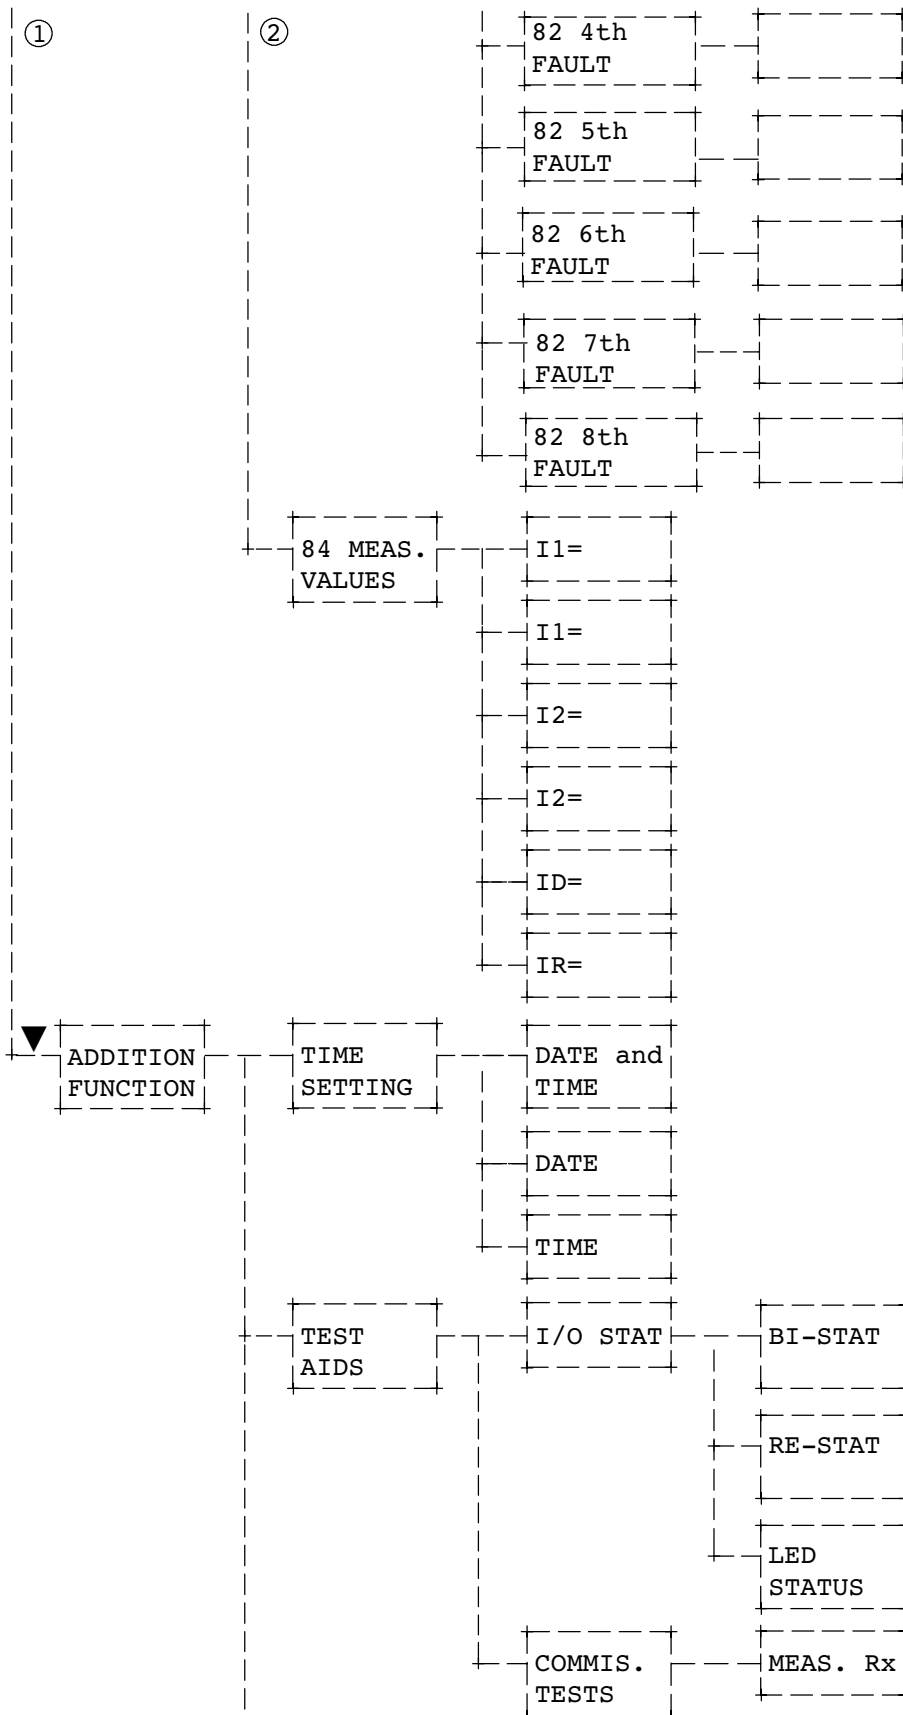 ① ②
82 4th
FAULT
82 5th
FAULT
82 6th
FAULT
82 7th
FAULT
82 8th
FAULT
84 MEAS.
VALUES
I1=
I1=
I2=
I2=
ID=
IR=
ADDITION
FUNCTION
TIME
SETTING
DATE and
TIME
DATE
TIME
TEST
AIDS
I/O STAT
BI-STAT
RE-STAT
LED
STATUS
COMMIS.
TESTS
MEAS. Rx